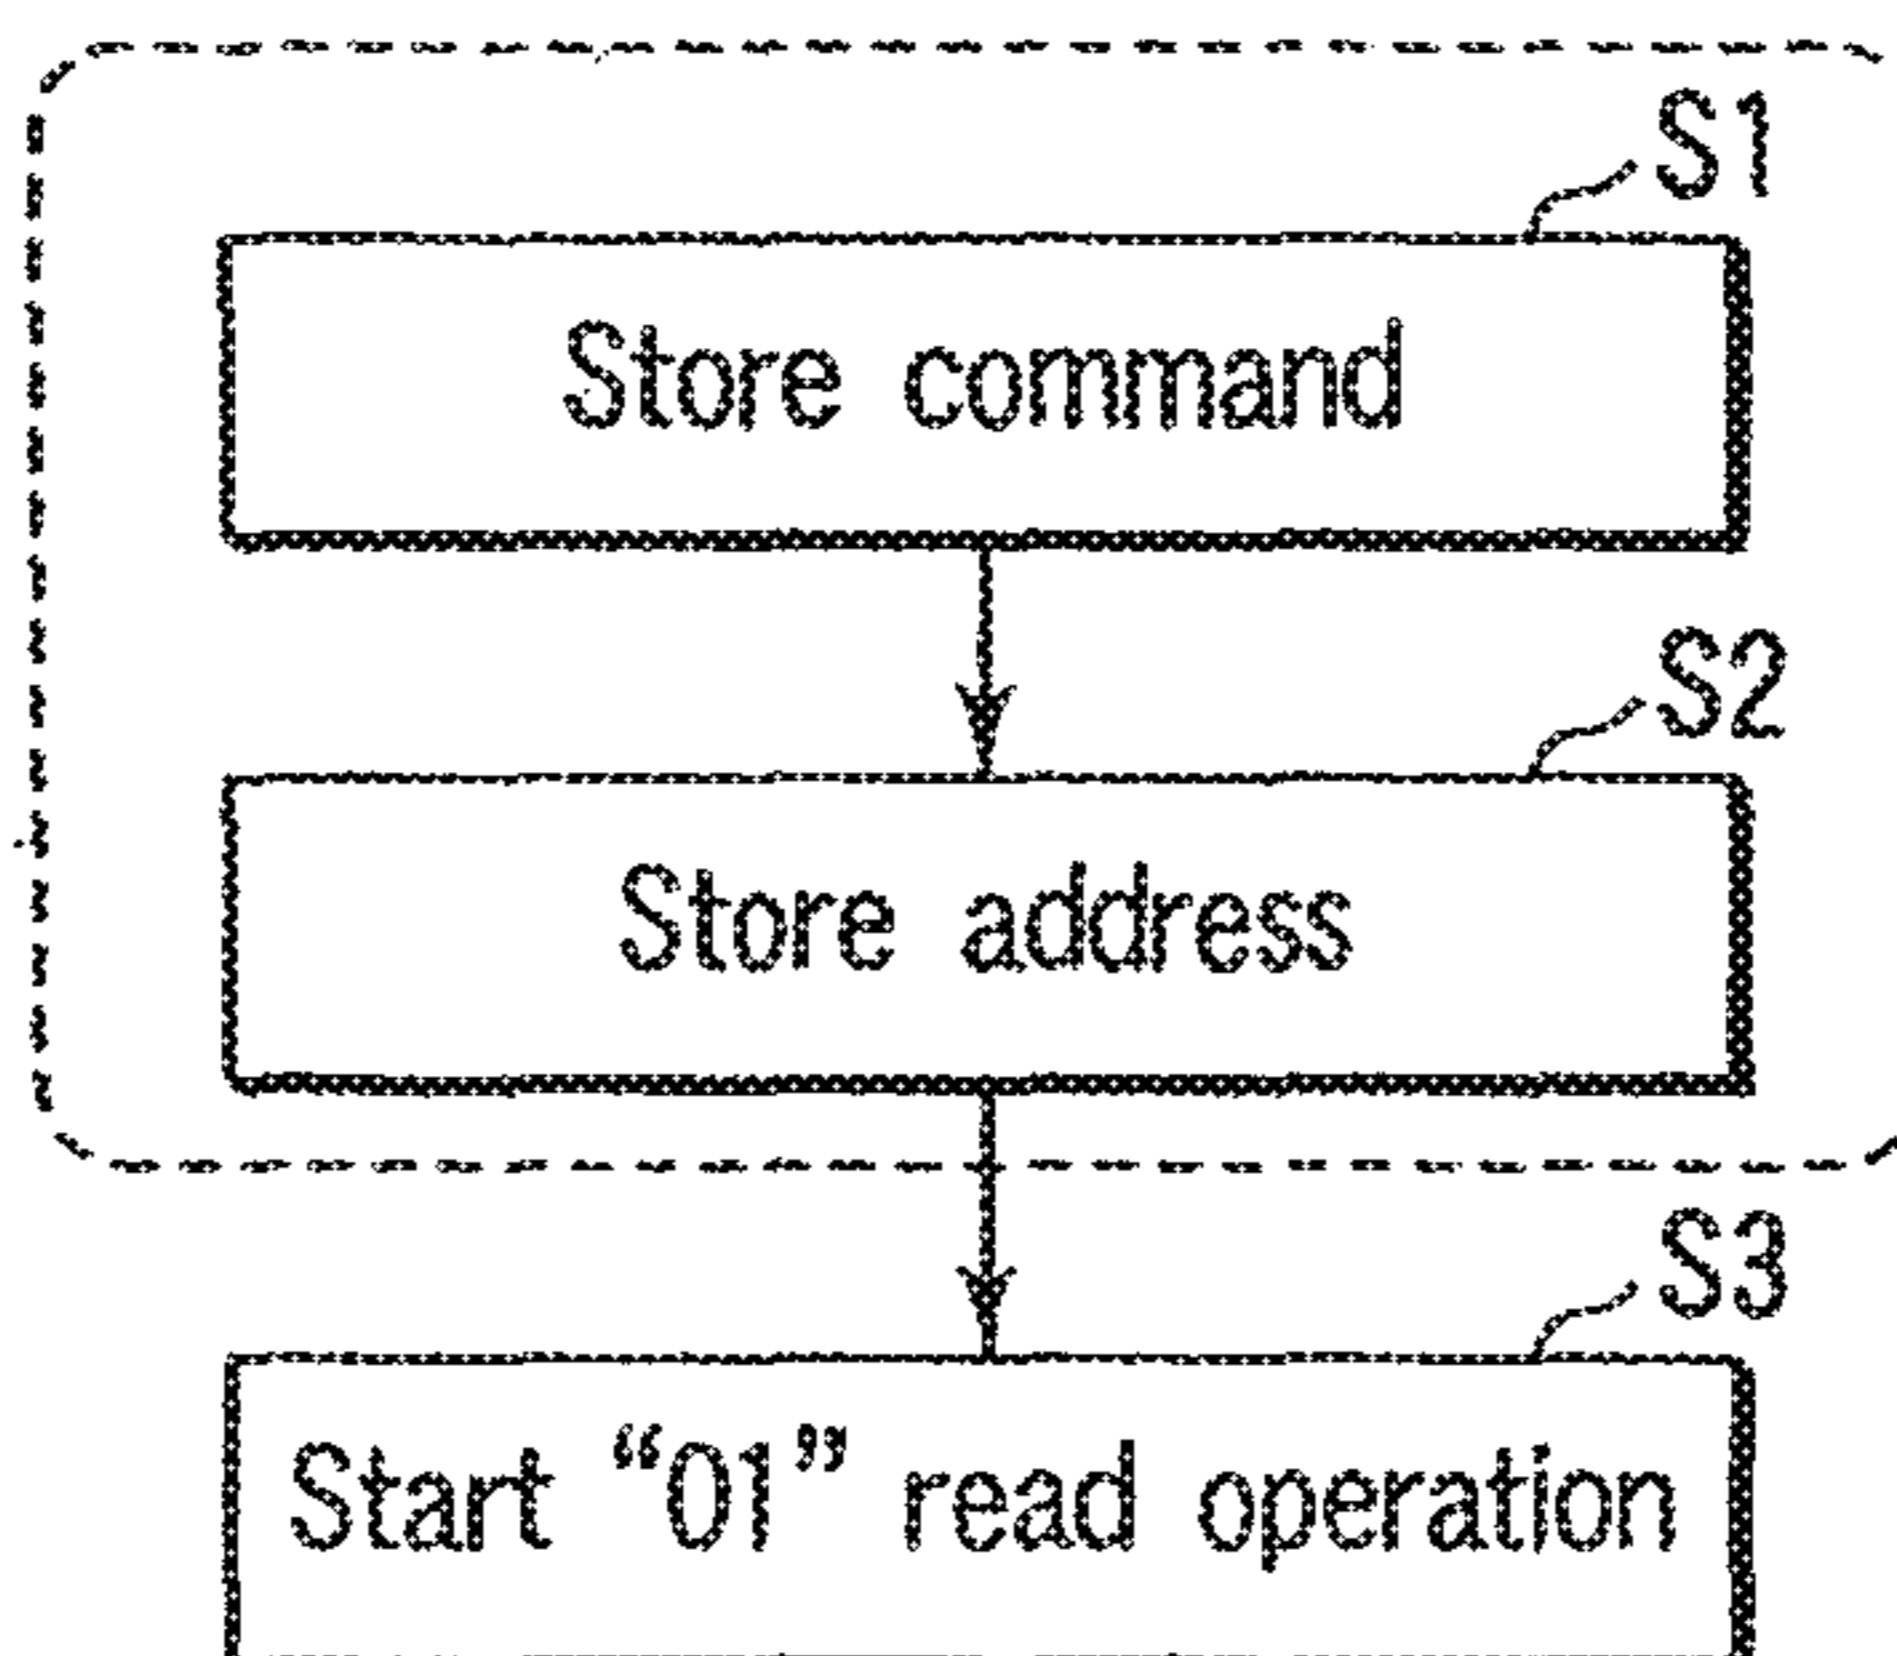 S1
Store command
S2
Store address
S3
Start “01” read operation